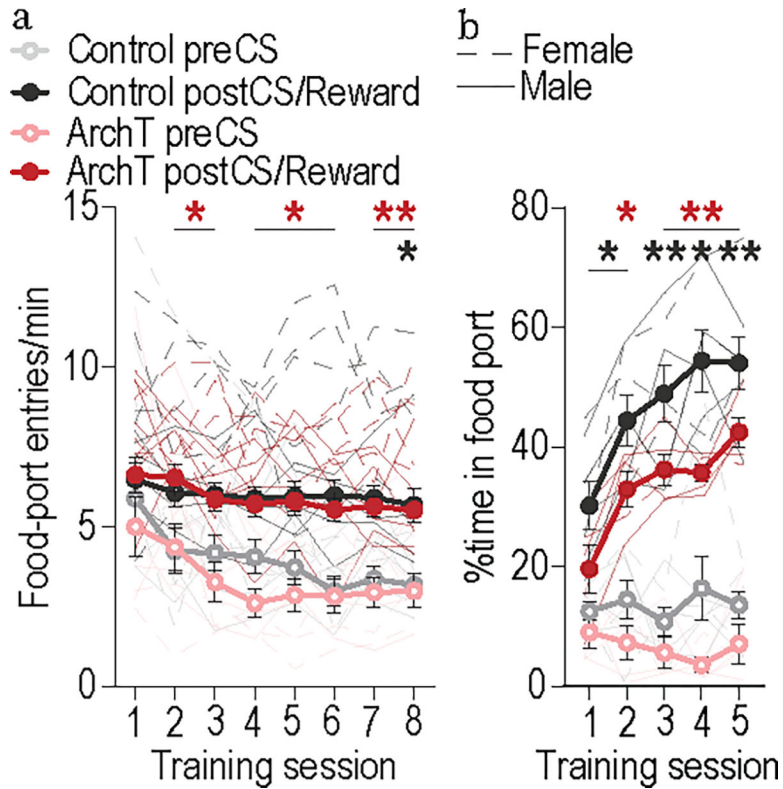 a
Control preCS
Control postCS/Reward
ArchT preCS
ArchT postCS/Reward
* * **
*
15
10
5
0
Food-port entries/min
1 2 3 4 5 6 7 8
Training session
b
Female
Male
* **
* *****
80
60
40
20
0
%time in food port
1 2 3 4 5
Training session